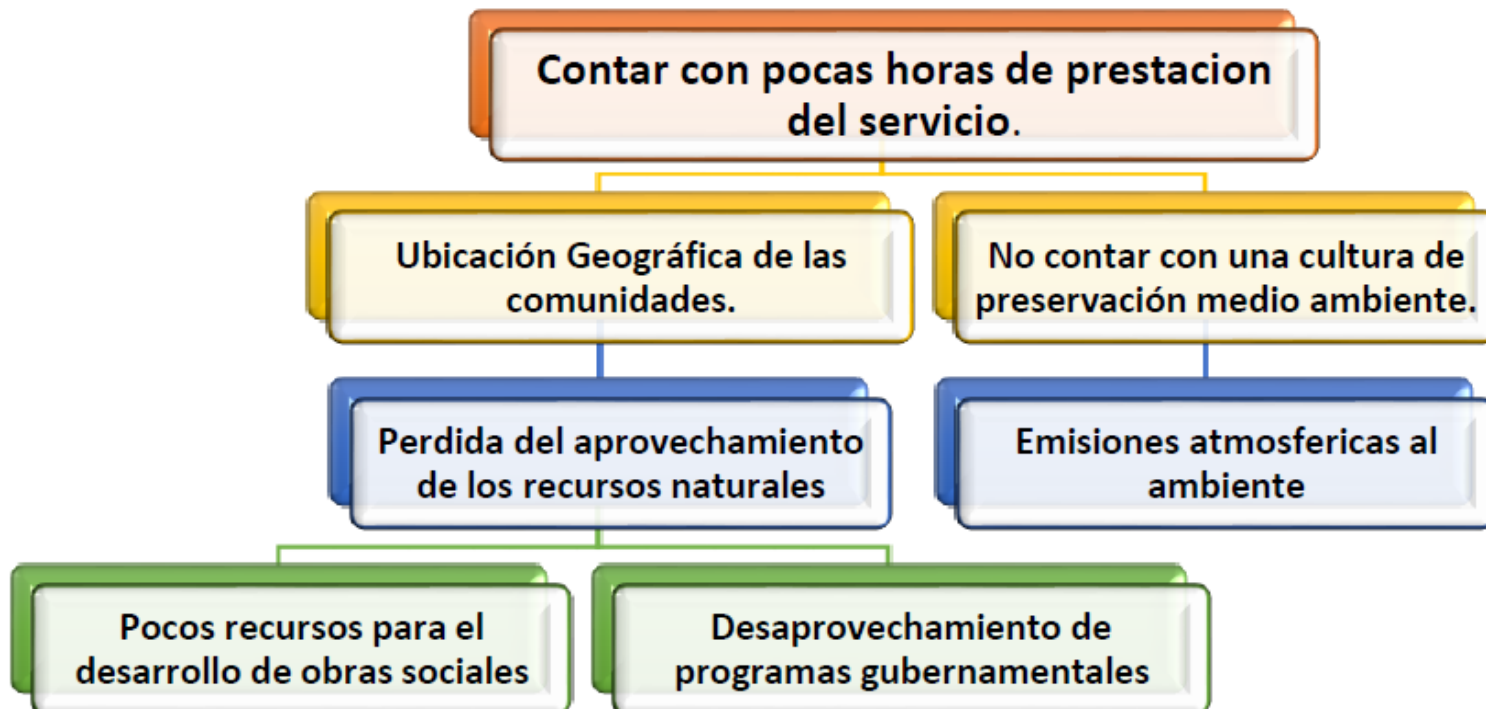 Contar con pocas horas de prestacion
del servicio.
Ubicación Geográfica de las
comunidades.
No contar con una cultura de
preservación medio ambiente.
Perdida del aprovechamiento
de los recursos naturales
Emisiones atmosfericas al
ambiente
Pocos recursos para el
desarrollo de obras sociales
Desaprovechamiento de
programas gubernamentales